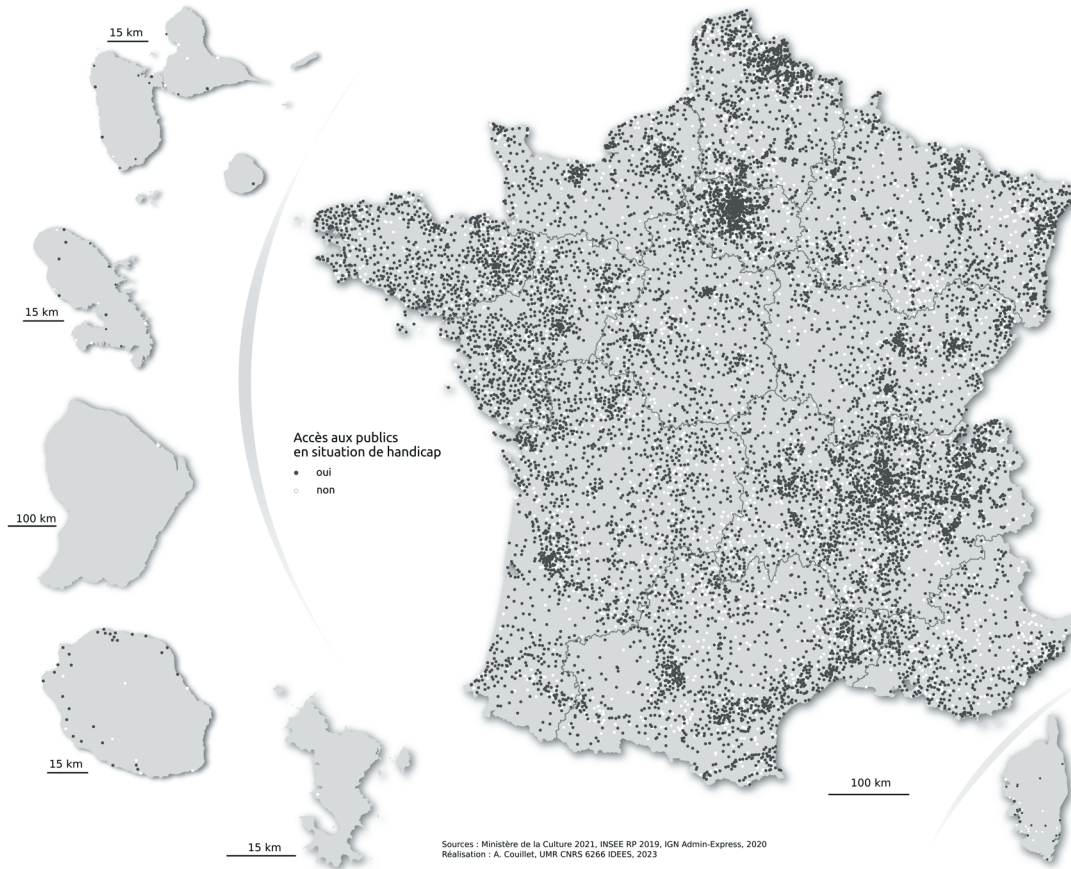 15 km
15 km
100 km
15 km
15 km
Accès aux publics
en situation de handicap
oui
non
100 km
Sources : Ministère de la Culture 2021, INSEE RP 2019, IGN Admin-Express, 2020
Réalisation : A. Couillet, UMR CNRS 6266 IDEES, 2023